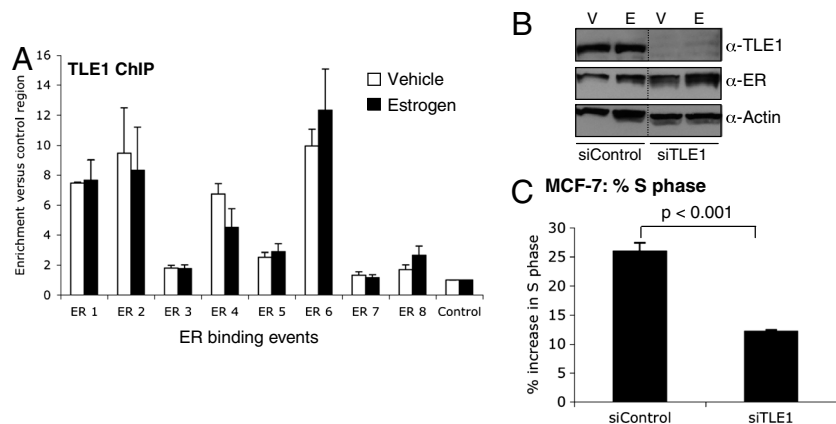 A
TLE1 ChIP
Vehicle
Estrogen
Enrichment versus control region
16
14
12
10
8
6
4
2
0
ER 1 ER 2 ER 3 ER 4 ER 5 ER 6 ER 7 ER 8 Control
ER binding events
B
V E V E
α-TLE1
α-ER
α-Actin
siControl siTLE1
C MCF-7: % S phase
p < 0.001
% increase in S phase
30
25
20
15
10
5
0
siControl siTLE1